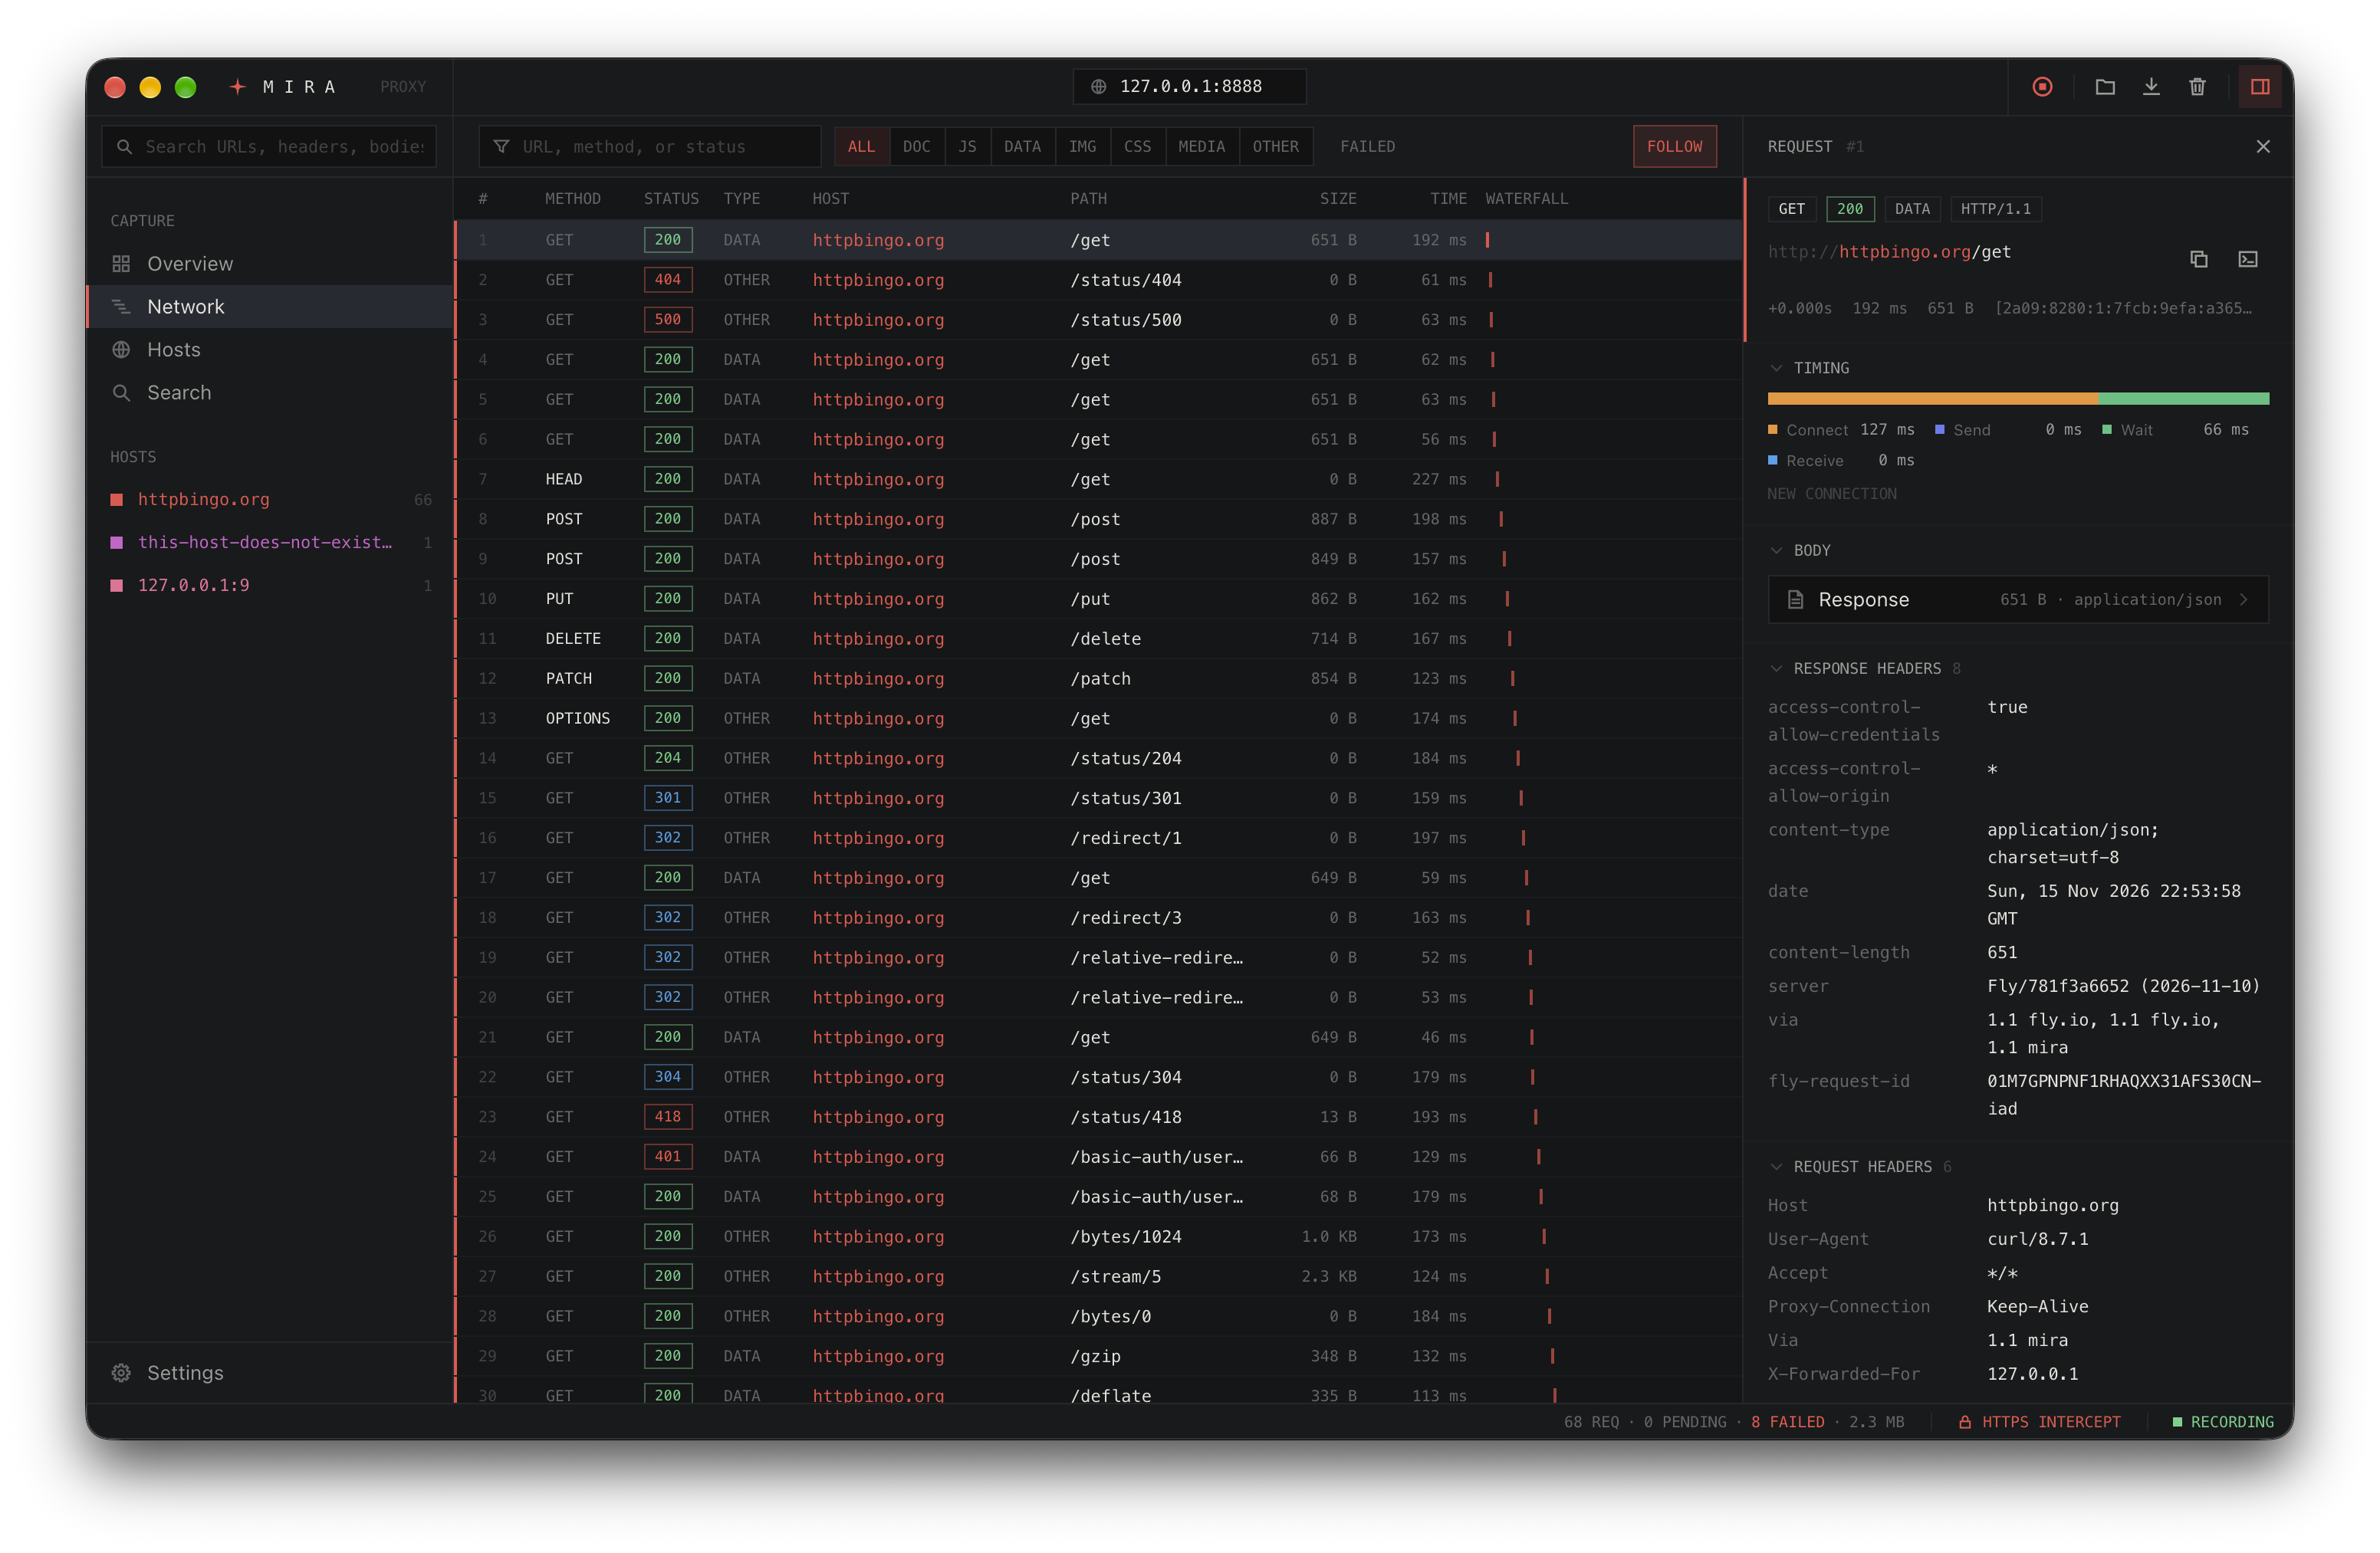 MIRA PROXY
127.0.0.1:8888
Search URLs, headers, bodies
URL, method, or status
ALL DOC JS DATA IMG CSS MEDIA OTHER FAILED FOLLOW
REQUEST #1
CAPTURE
Overview
Network
Hosts
Search
HOSTS
httpbingo.org 66
this-host-does-not-exist… 1
127.0.0.1:9 1
Settings
# METHOD STATUS TYPE HOST PATH SIZE TIME WATERFALL
1 GET 200 DATA httpbingo.org /get 651 B 192 ms
2 GET 404 OTHER httpbingo.org /status/404 0 B 61 ms
3 GET 500 OTHER httpbingo.org /status/500 0 B 63 ms
4 GET 200 DATA httpbingo.org /get 651 B 62 ms
5 GET 200 DATA httpbingo.org /get 651 B 63 ms
6 GET 200 DATA httpbingo.org /get 651 B 56 ms
7 HEAD 200 DATA httpbingo.org /get 0 B 227 ms
8 POST 200 DATA httpbingo.org /post 887 B 198 ms
9 POST 200 DATA httpbingo.org /post 849 B 157 ms
10 PUT 200 DATA httpbingo.org /put 862 B 162 ms
11 DELETE 200 DATA httpbingo.org /delete 714 B 167 ms
12 PATCH 200 DATA httpbingo.org /patch 854 B 123 ms
13 OPTIONS 200 OTHER httpbingo.org /get 0 B 174 ms
14 GET 204 OTHER httpbingo.org /status/204 0 B 184 ms
15 GET 301 OTHER httpbingo.org /status/301 0 B 159 ms
16 GET 302 OTHER httpbingo.org /redirect/1 0 B 197 ms
17 GET 200 DATA httpbingo.org /get 649 B 59 ms
18 GET 302 OTHER httpbingo.org /redirect/3 0 B 163 ms
19 GET 302 OTHER httpbingo.org /relative-redire… 0 B 52 ms
20 GET 302 OTHER httpbingo.org /relative-redire… 0 B 53 ms
21 GET 200 DATA httpbingo.org /get 649 B 46 ms
22 GET 304 OTHER httpbingo.org /status/304 0 B 179 ms
23 GET 418 OTHER httpbingo.org /status/418 13 B 193 ms
24 GET 401 DATA httpbingo.org /basic-auth/user… 66 B 129 ms
25 GET 200 DATA httpbingo.org /basic-auth/user… 68 B 179 ms
26 GET 200 OTHER httpbingo.org /bytes/1024 1.0 KB 173 ms
27 GET 200 OTHER httpbingo.org /stream/5 2.3 KB 124 ms
28 GET 200 OTHER httpbingo.org /bytes/0 0 B 184 ms
29 GET 200 DATA httpbingo.org /gzip 348 B 132 ms
30 GET 200 DATA httpbingo.org /deflate 335 B 113 ms
GET 200 DATA HTTP/1.1
http://httpbingo.org/get
+0.000s 192 ms 651 B [2a09:8280:1:7fcb:9efa:a365…
TIMING
Connect 127 ms Send 0 ms Wait 66 ms
Receive 0 ms
NEW CONNECTION
BODY
Response 651 B · application/json
RESPONSE HEADERS 8
access-control-allow-credentials true
access-control-allow-origin *
content-type application/json; charset=utf-8
date Sun, 15 Nov 2026 22:53:58 GMT
content-length 651
server Fly/781f3a6652 (2026-11-10)
via 1.1 fly.io, 1.1 fly.io, 1.1 mira
fly-request-id 01M7GPNPNF1RHAQXX31AFS30CN-iad
REQUEST HEADERS 6
Host httpbingo.org
User-Agent curl/8.7.1
Accept */*
Proxy-Connection Keep-Alive
Via 1.1 mira
X-Forwarded-For 127.0.0.1
68 REQ · 0 PENDING · 8 FAILED · 2.3 MB HTTPS INTERCEPT RECORDING